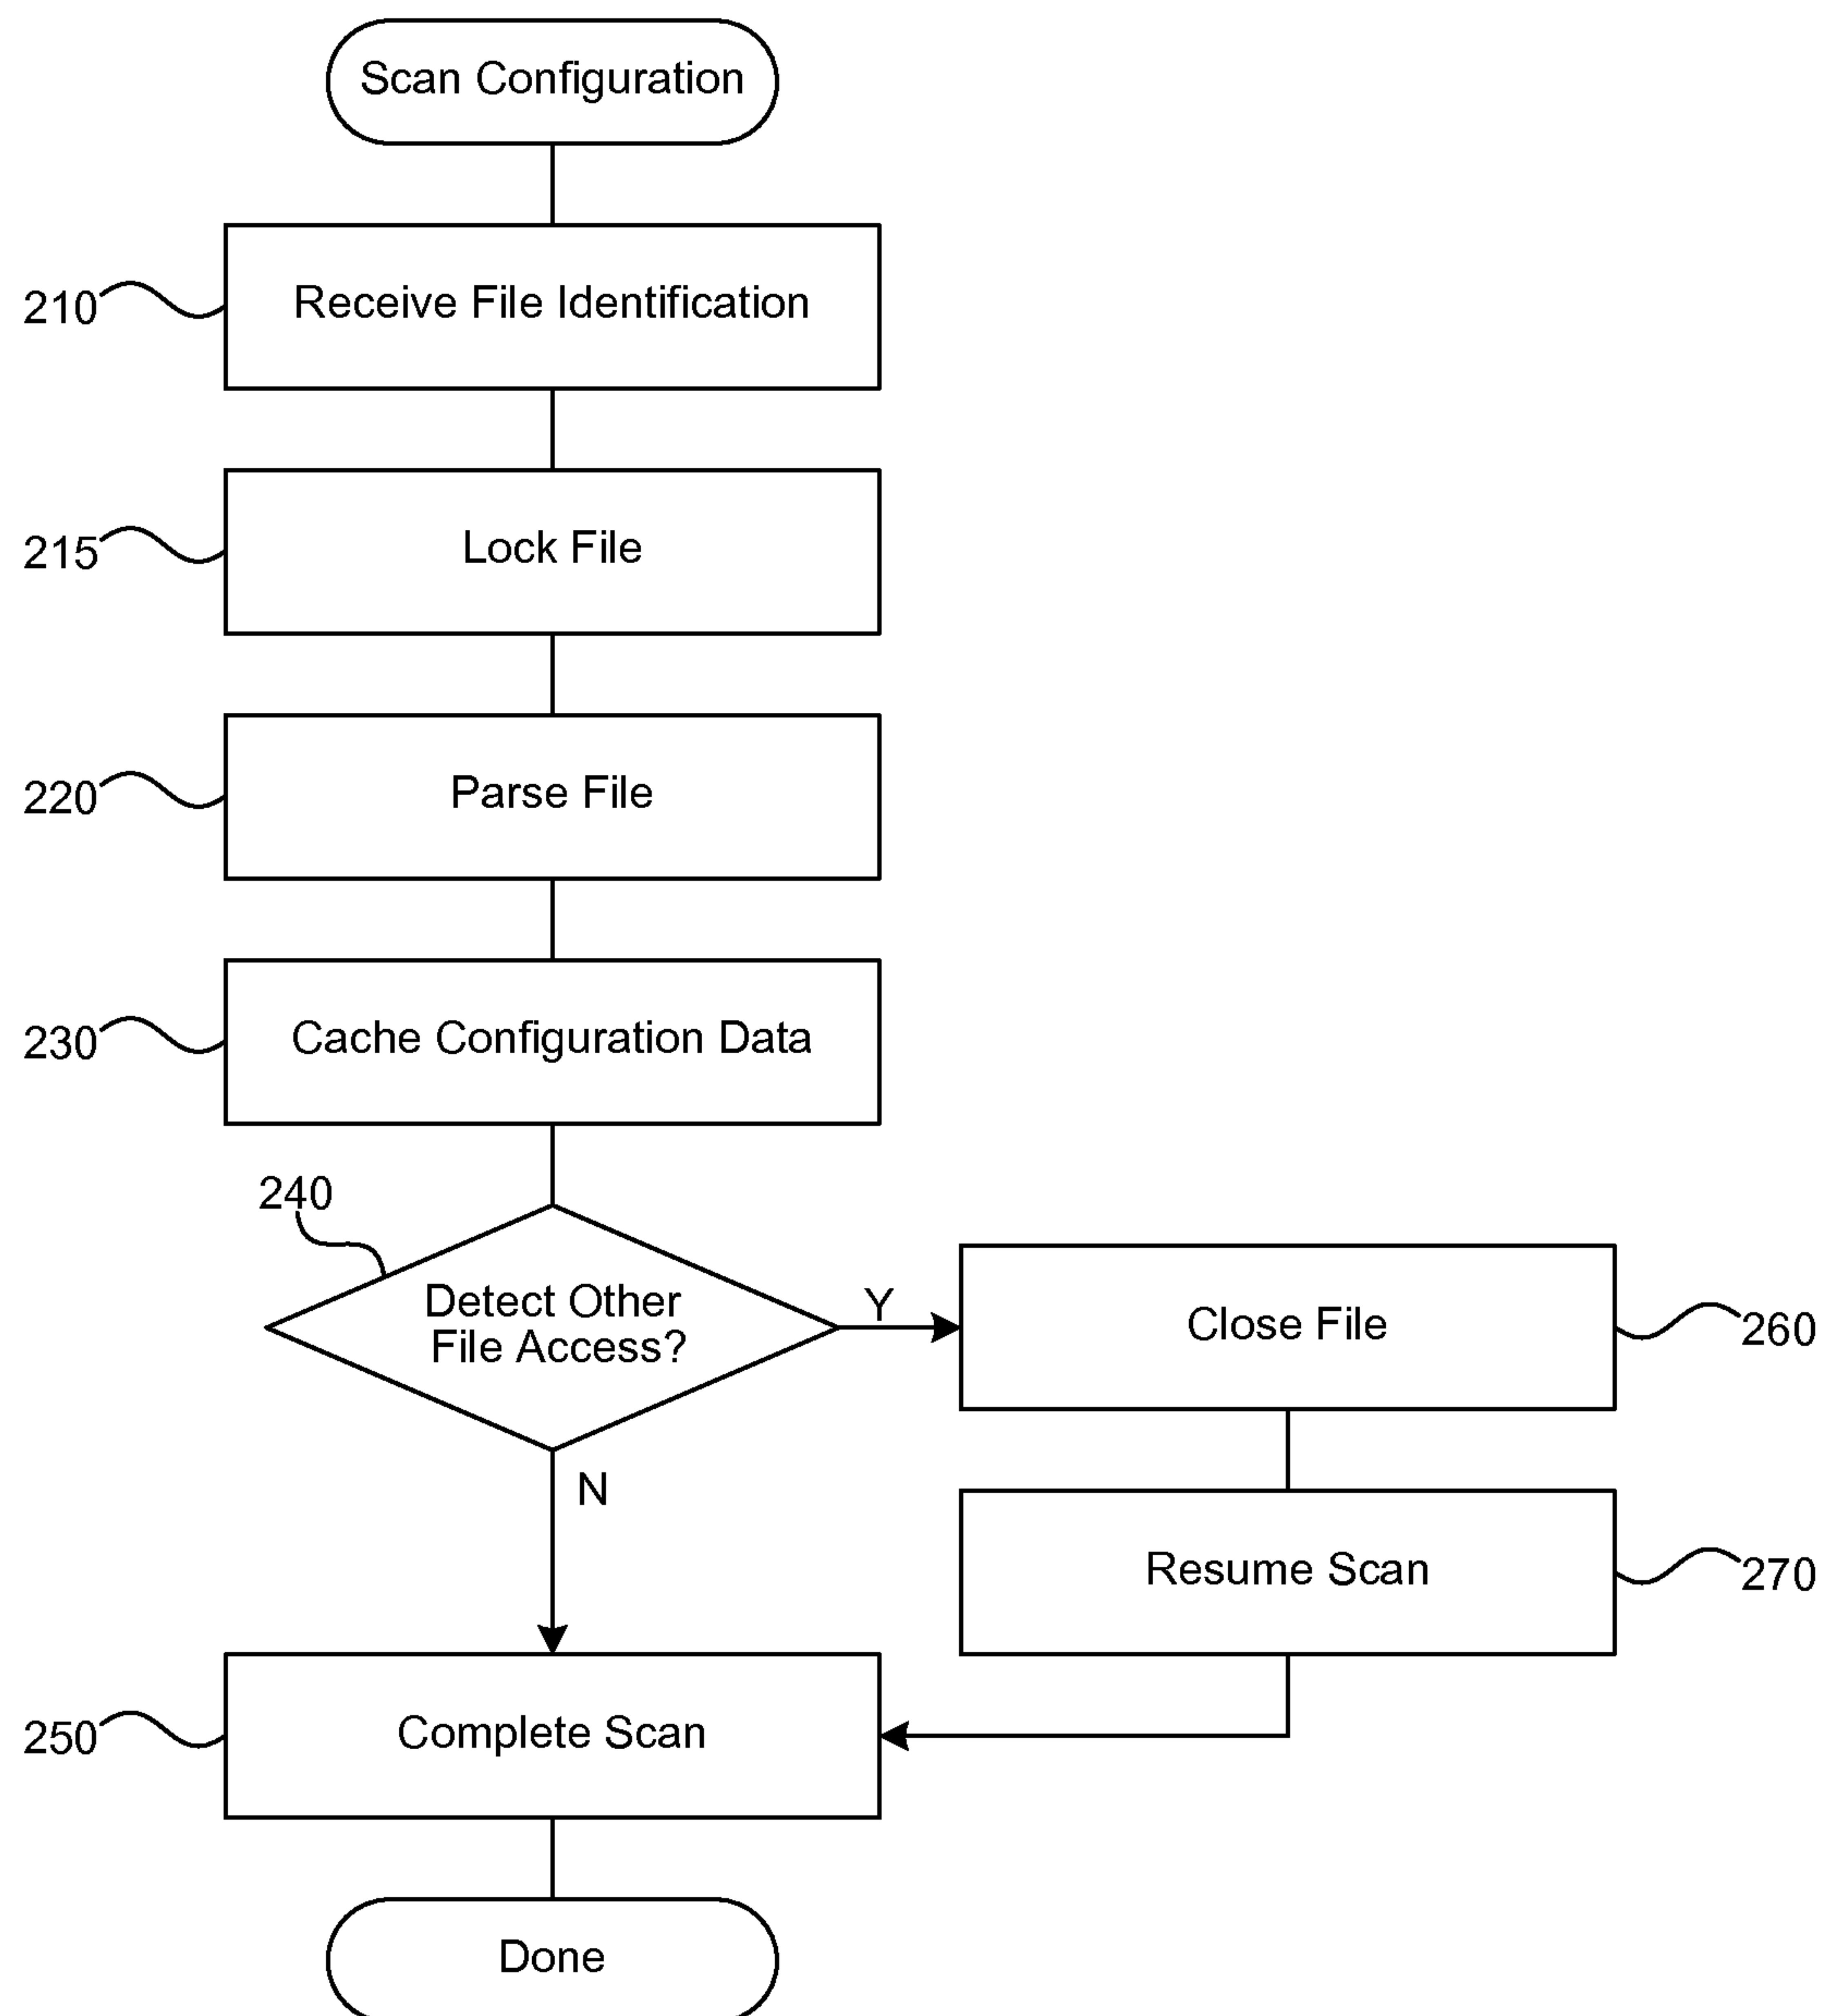 Scan Configuration
210
Receive File Identification
215
Lock File
220
Parse File
230
Cache Configuration Data
240
Detect Other
File Access?
Y
Close File
260
N
Resume Scan
270
250
Complete Scan
Done